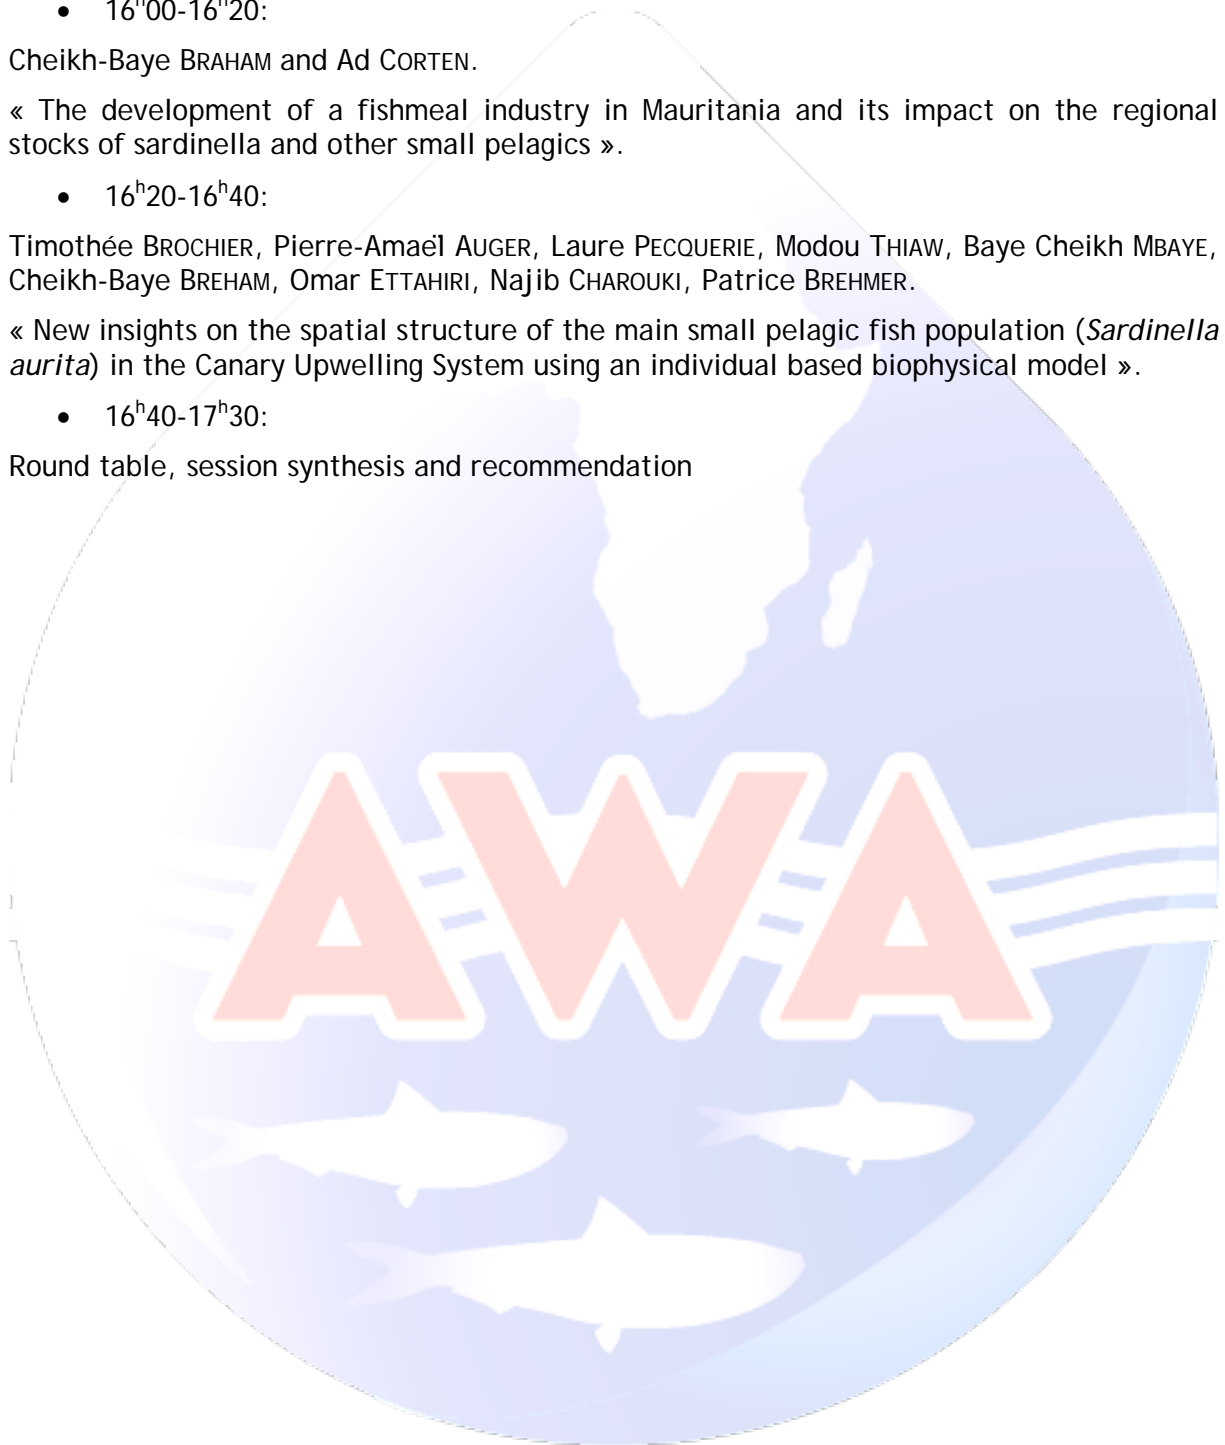 • 16h00-16h20:
Cheikh-Baye BRAHAM and Ad CORTEN.
« The development of a fishmeal industry in Mauritania and its impact on the regional
stocks of sardinella and other small pelagics ».
• 16h20-16h40:
Timothée BROCHIER, Pierre-Amaël AUGER, Laure PECQUERIE, Modou THIAW, Baye Cheikh MBAYE,
Cheikh-Baye BREHAM, Omar ETTAHIRI, Najib CHAROUKI, Patrice BREHMER.
« New insights on the spatial structure of the main small pelagic fish population (Sardinella
aurita) in the Canary Upwelling System using an individual based biophysical model ».
• 16h40-17h30:
Round table, session synthesis and recommendation
AWA